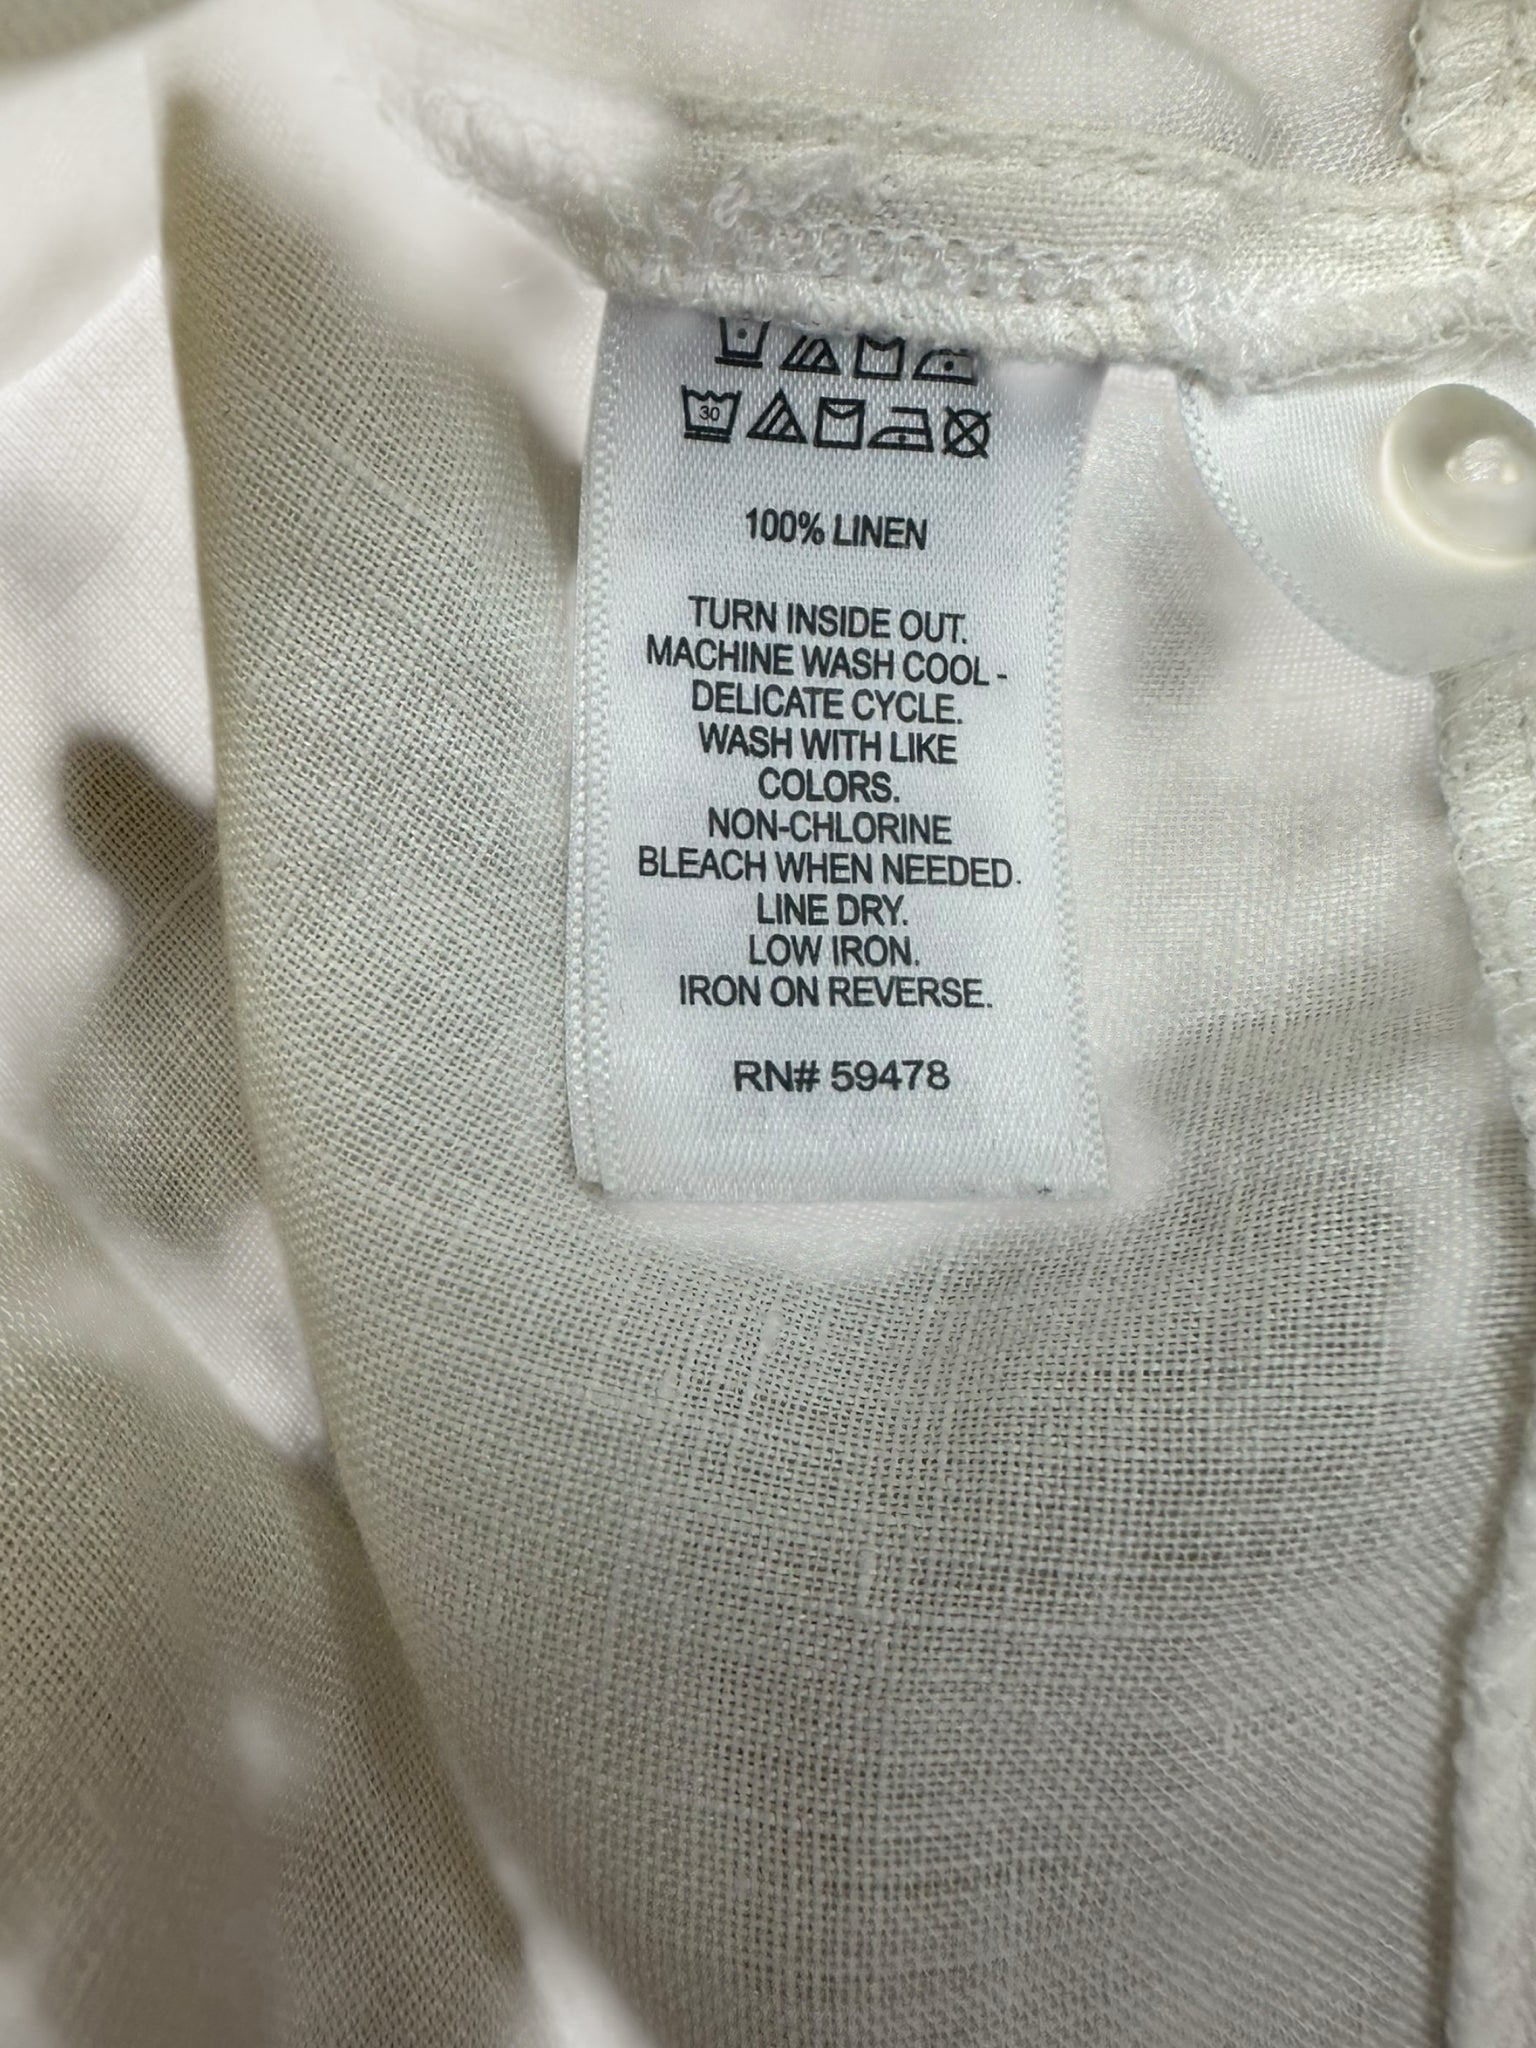 30
100% LINEN
TURN INSIDE OUT.
MACHINE WASH COOL -
DELICATE CYCLE.
WASH WITH LIKE
COLORS.
NON-CHLORINE
BLEACH WHEN NEEDED.
LINE DRY.
LOW IRON.
IRON ON REVERSE.
RN# 59478